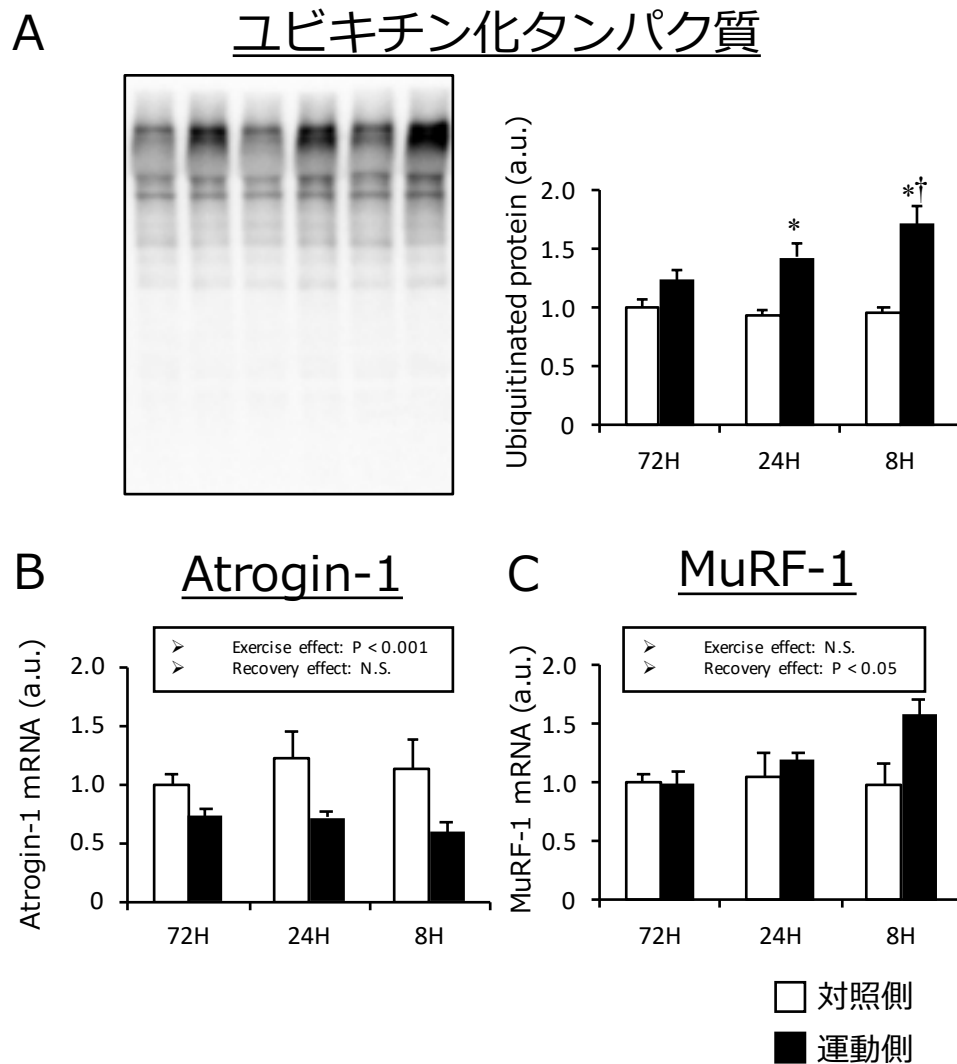 A ユビキチン化タンパク質
Ubiquitinated protein (a.u.)
2.0
1.5
1.0
0.5
0
*
*†
72H 24H 8H
B Atrogin-1
➢ Exercise effect: P < 0.001
➢ Recovery effect: N.S.
Atrogin-1 mRNA (a.u.)
2.0
1.5
1.0
0.5
0
72H 24H 8H
C MuRF-1
➢ Exercise effect: N.S.
➢ Recovery effect: P < 0.05
MuRF-1 mRNA (a.u.)
2.0
1.5
1.0
0.5
0
72H 24H 8H
対照側
運動側